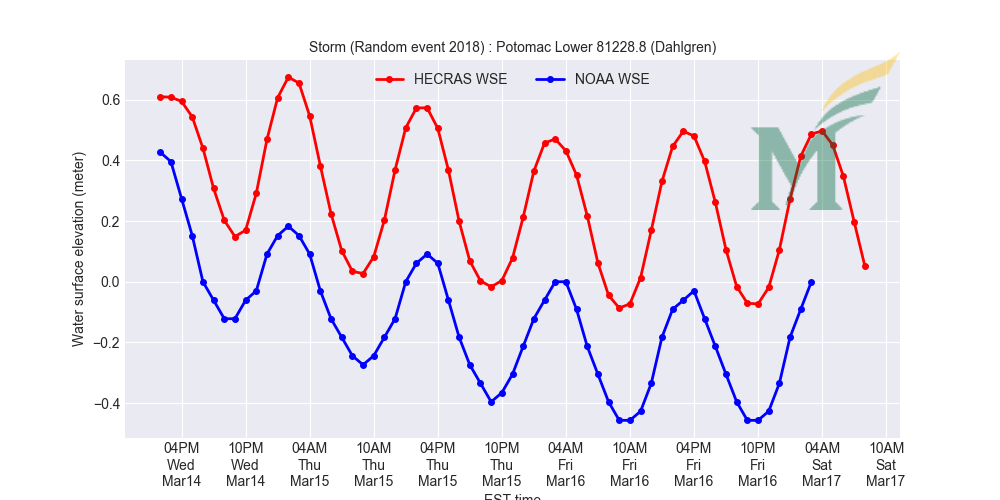 Storm (Random event 2018) : Potomac Lower 81228.8 (Dahlgren)
HECRAS WSE NOAA WSE
M
Water surface elevation (meter)
0.6
0.4
0.2
0.0
−0.2
−0.4
04PM 10PM 04AM 10AM 04PM 10PM 04AM 10AM 04PM 10PM 04AM 10AM
Wed Wed Thu Thu Thu Thu Fri Fri Fri Fri Sat Sat
Mar14 Mar14 Mar15 Mar15 Mar15 Mar15 Mar16 Mar16 Mar16 Mar16 Mar17 Mar17
EST time